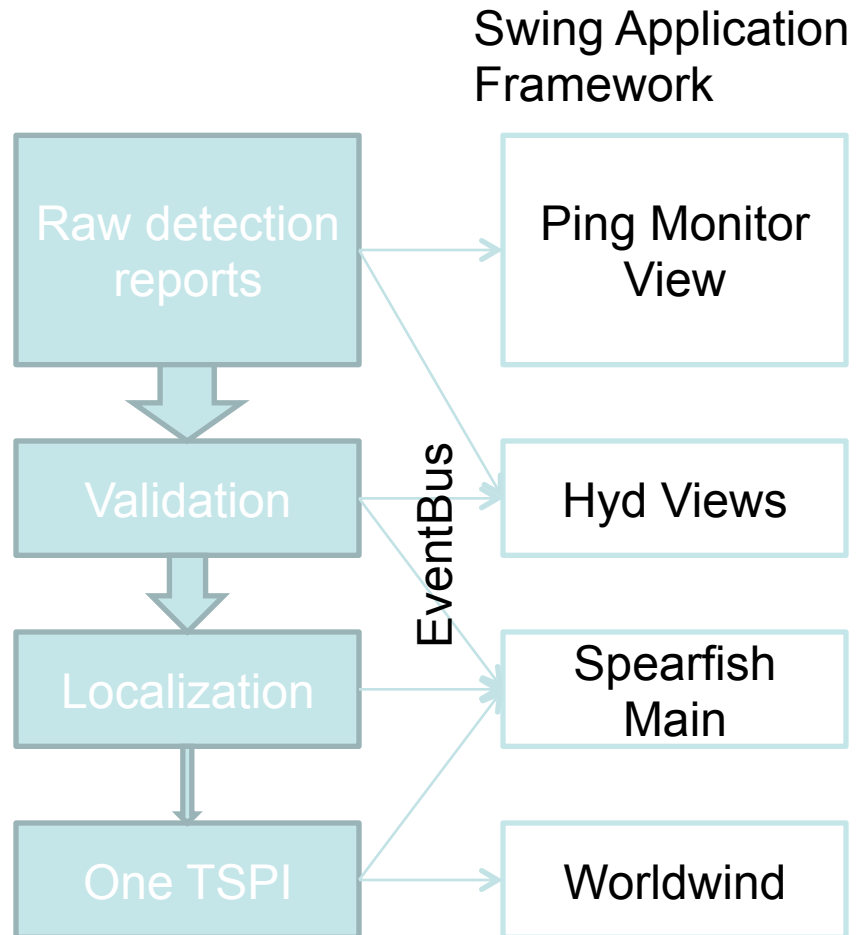 Swing Application
Framework
Raw detection
reports
Ping Monitor
View
Validation
EventBus
Hyd Views
Localization
Spearfish
Main
One TSPI
Worldwind